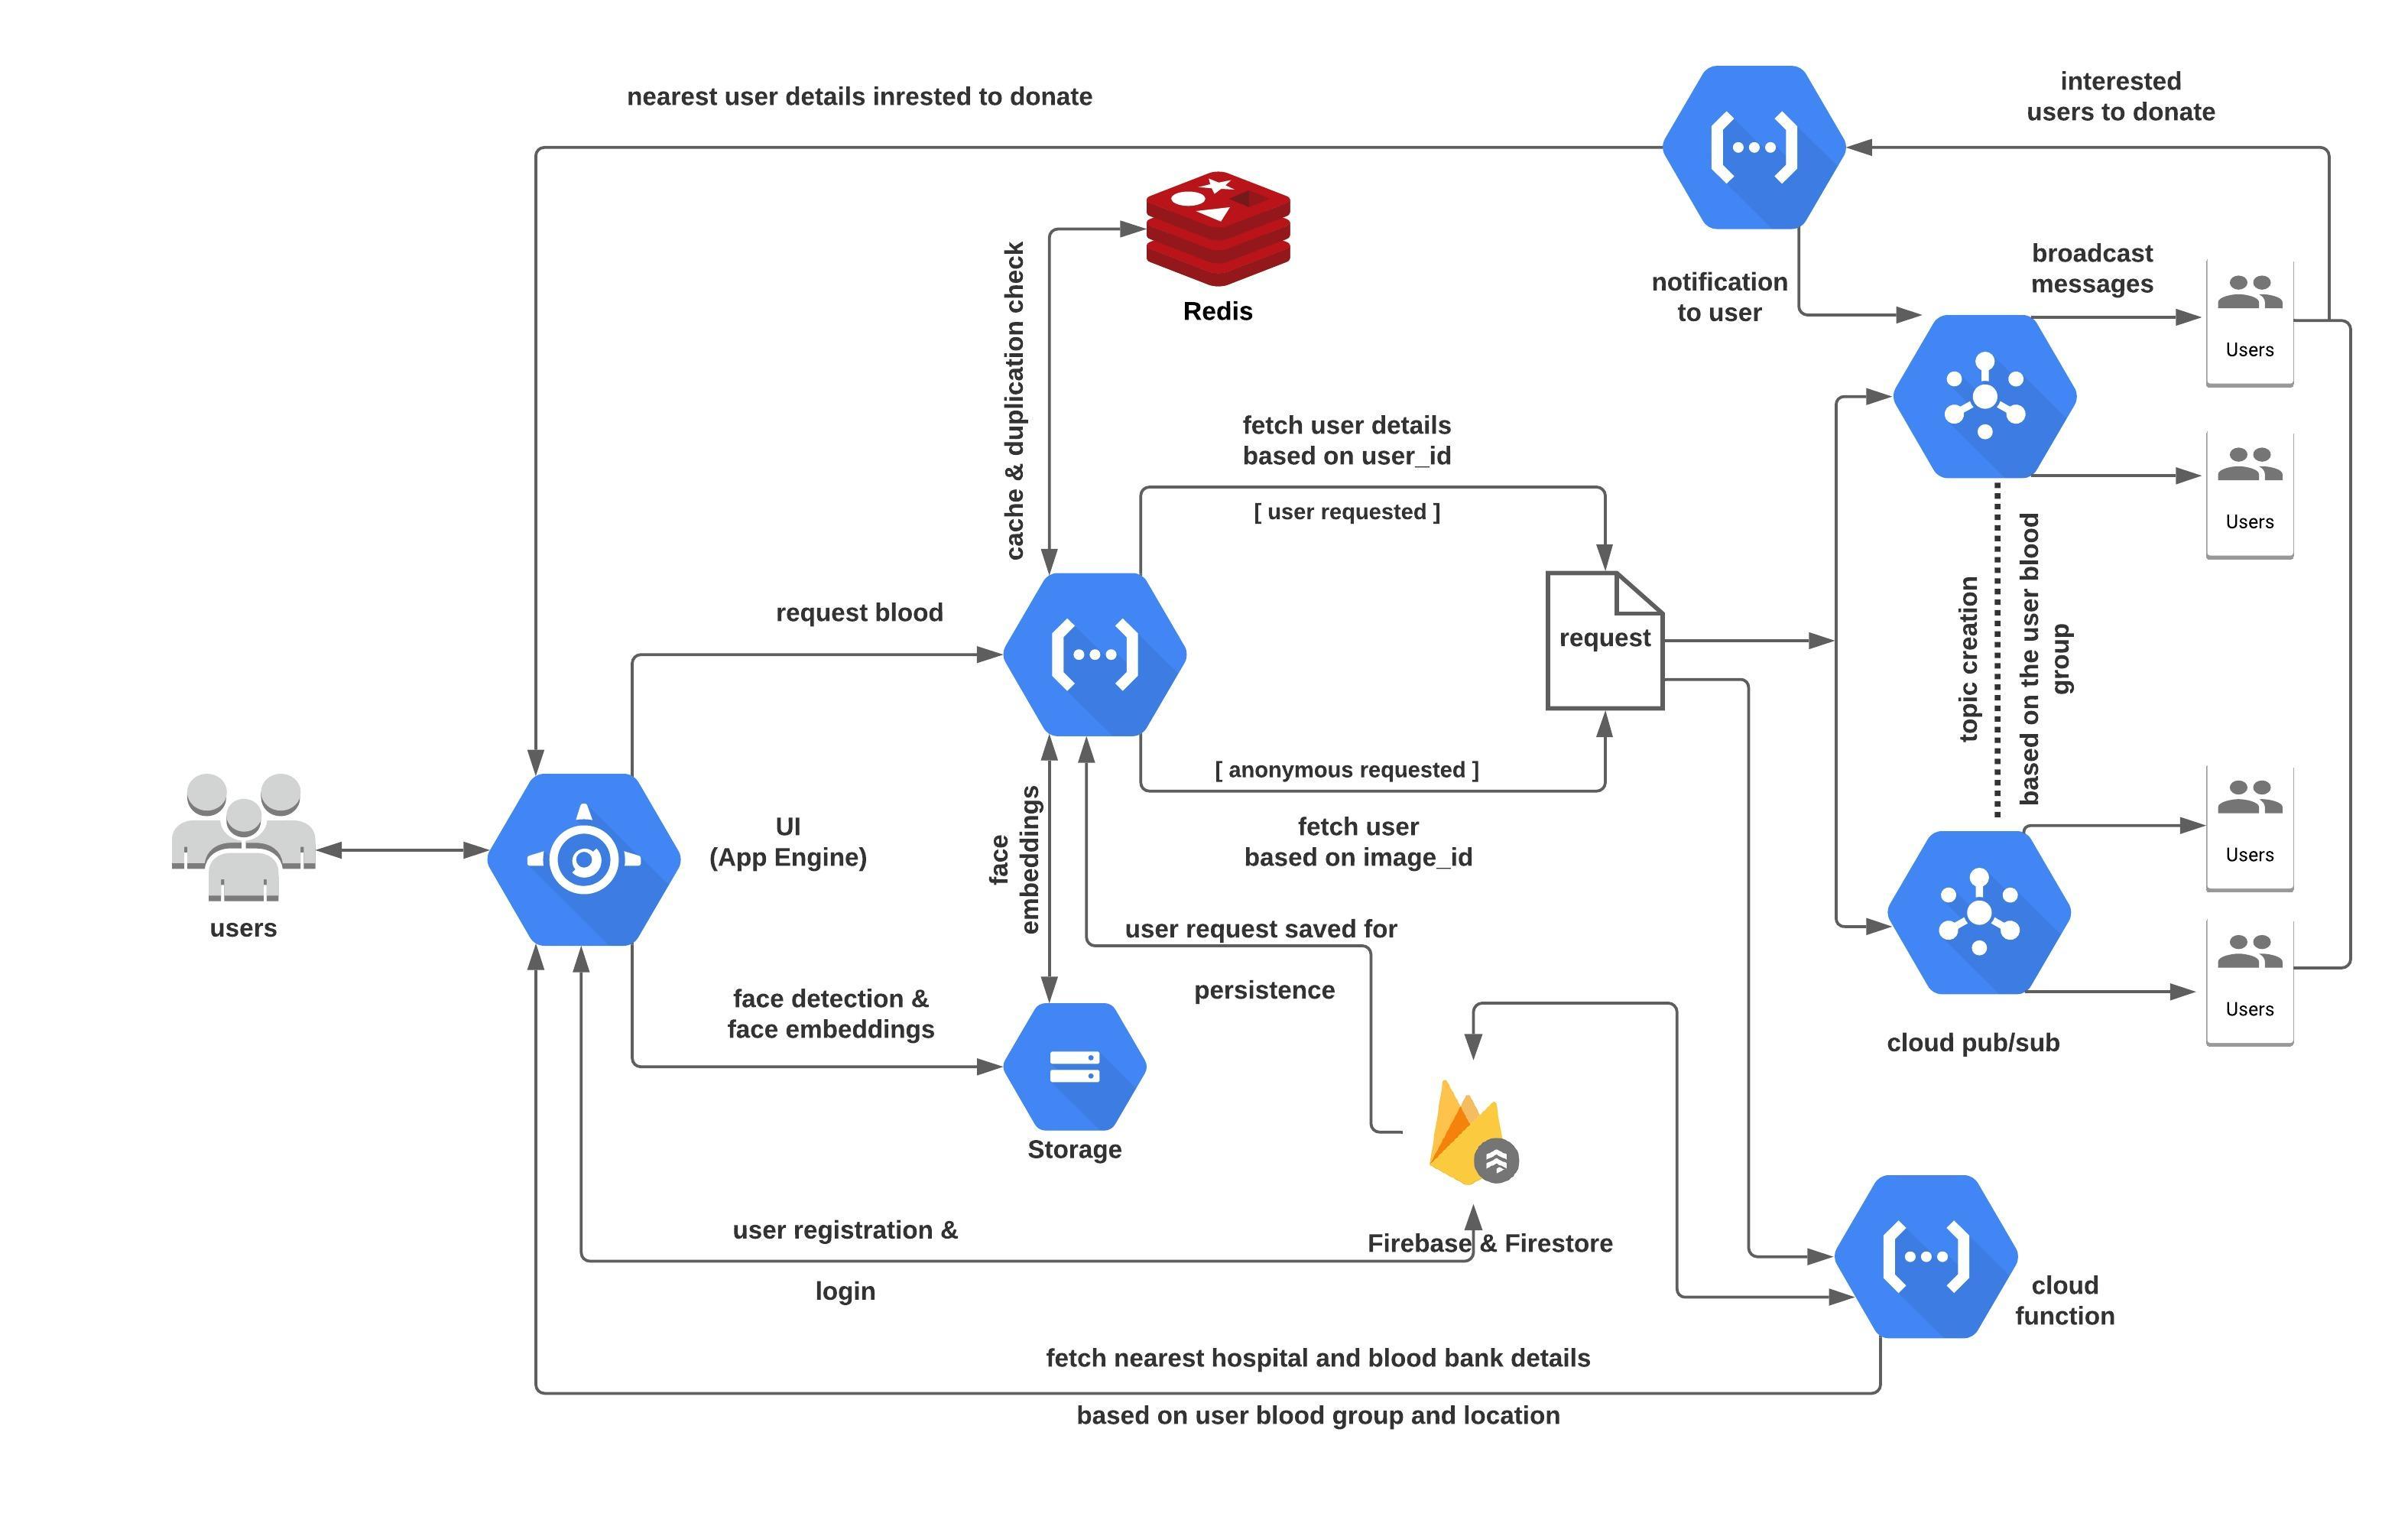 nearest user details inrested to donate
interested
users to donate
broadcast
messages
notification
to user
Users
Redis
cache & duplication check
fetch user details
based on user_id
[ user requested ]
Users
request blood
request
topic creation
based on the user blood
group
[ anonymous requested ]
fetch user
based on image_id
UI
(App Engine)
face
embeddings
Users
users
user request saved for
persistence
face detection &
face embeddings
Users
cloud pub/sub
Storage
user registration &
login
Firebase & Firestore
cloud
function
fetch nearest hospital and blood bank details
based on user blood group and location